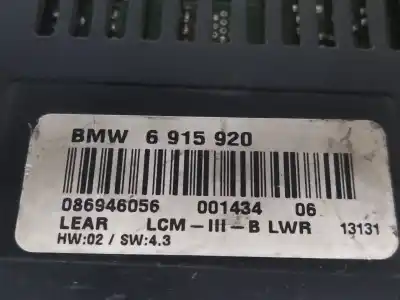 BMW 6 915 920
086946056 001434 06
LEAR LCM-III-B LWR 13131
HW:02 / SW:4.3